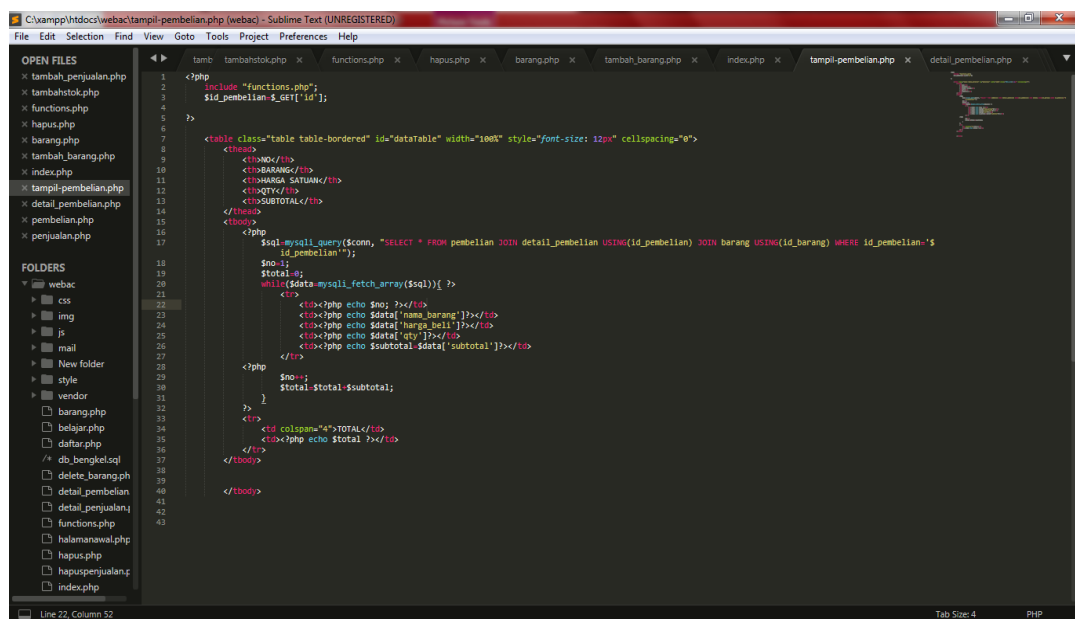 C:\xampp\htdocs\webac\tampil-pembelian.php (webac) - Sublime Text (UNREGISTERED)
File Edit Selection Find View Goto Tools Project Preferences Help
OPEN FILES
tambah_penjualan.php
tambahstok.php
functions.php
hapus.php
barang.php
tambah_barang.php
index.php
tampil-pembelian.php
detail_pembelian.php
pembelian.php
penjualan.php
FOLDERS
webac
css
img
js
mail
New folder
style
vendor
barang.php
belajar.php
daftar.php
/* db_bengkel.sql
delete_barang.ph
detail_pembelian
detail_penjualan.
functions.php
halamanawal.php
hapus.php
hapuspenjualan.p
index.php
tamb tambahstok.php × functions.php × hapus.php × barang.php × tambah_barang.php × index.php × tampil-pembelian.php × detail_pembelian.php ×
1 <?php
2 include "functions.php";
3 $id_pembelian=$_GET['id'];
4
5 ?>
6
7 <table class="table table-bordered" id="dataTable" width="100%" style="font-size: 12px" cellspacing="0">
8 <thead>
9 <th>NO</th>
10 <th>BARANG</th>
11 <th>HARGA SATUAN</th>
12 <th>QTY</th>
13 <th>SUBTOTAL</th>
14 </thead>
15 <tbody>
16 <?php
17 $sql=mysqli_query($conn, "SELECT * FROM pembelian JOIN detail_pembelian USING(id_pembelian) JOIN barang USING(id_barang) WHERE id_pembelian='$
id_pembelian'");
18 $no=1;
19 $total=0;
20 while($data=mysqli_fetch_array($sql)){ ?>
21 <tr>
22 <td><?php echo $no; ?></td>
23 <td><?php echo $data['nama_barang']?></td>
24 <td><?php echo $data['harga_beli']?></td>
25 <td><?php echo $data['qty']?></td>
26 <td><?php echo $subtotal=$data['subtotal']?></td>
27 </tr>
28 <?php
29 $no++;
30 $total=$total+$subtotal;
31 }
32 ?>
33 <tr>
34 <td colspan="4">TOTAL</td>
35 <td><?php echo $total ?></td>
36 </tr>
37 </tbody>
38
39
40 </tbody>
41
42
43
Line 22, Column 52
Tab Size: 4
PHP